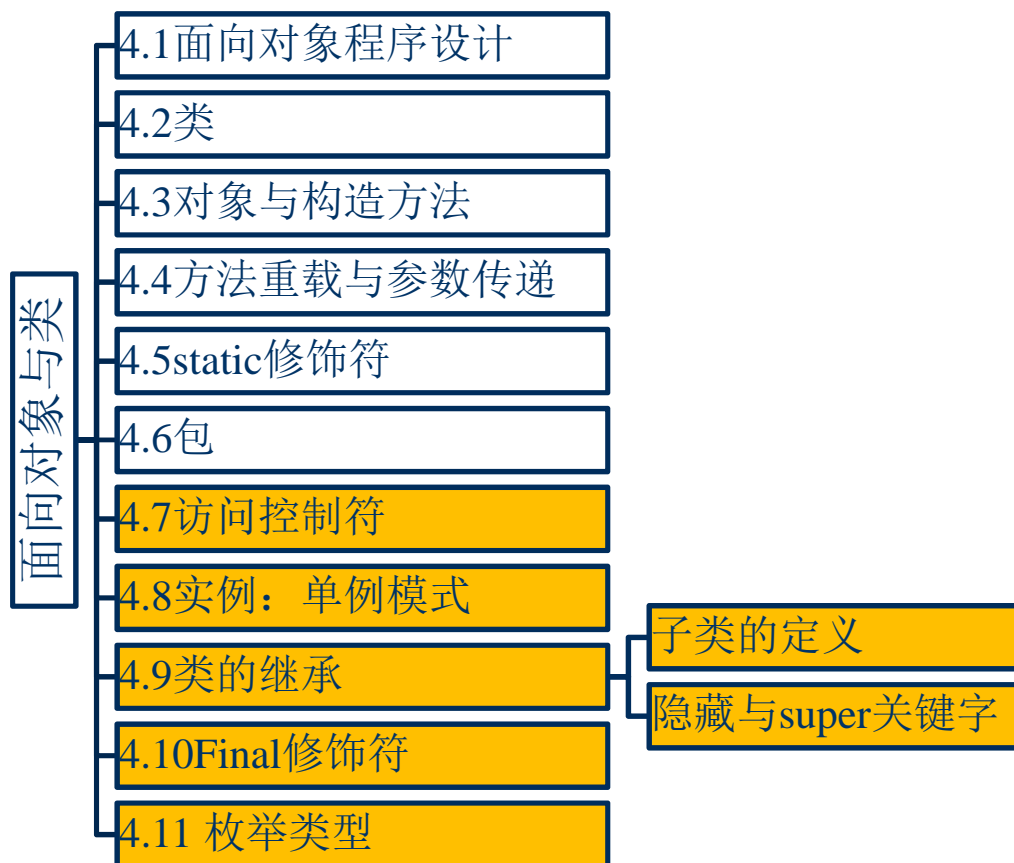 面向对象与类
4.1面向对象程序设计
4.2类
4.3对象与构造方法
4.4方法重载与参数传递
4.5static修饰符
4.6包
4.7访问控制符
4.8实例：单例模式
4.9类的继承
子类的定义
隐藏与super关键字
4.10Final修饰符
4.11 枚举类型